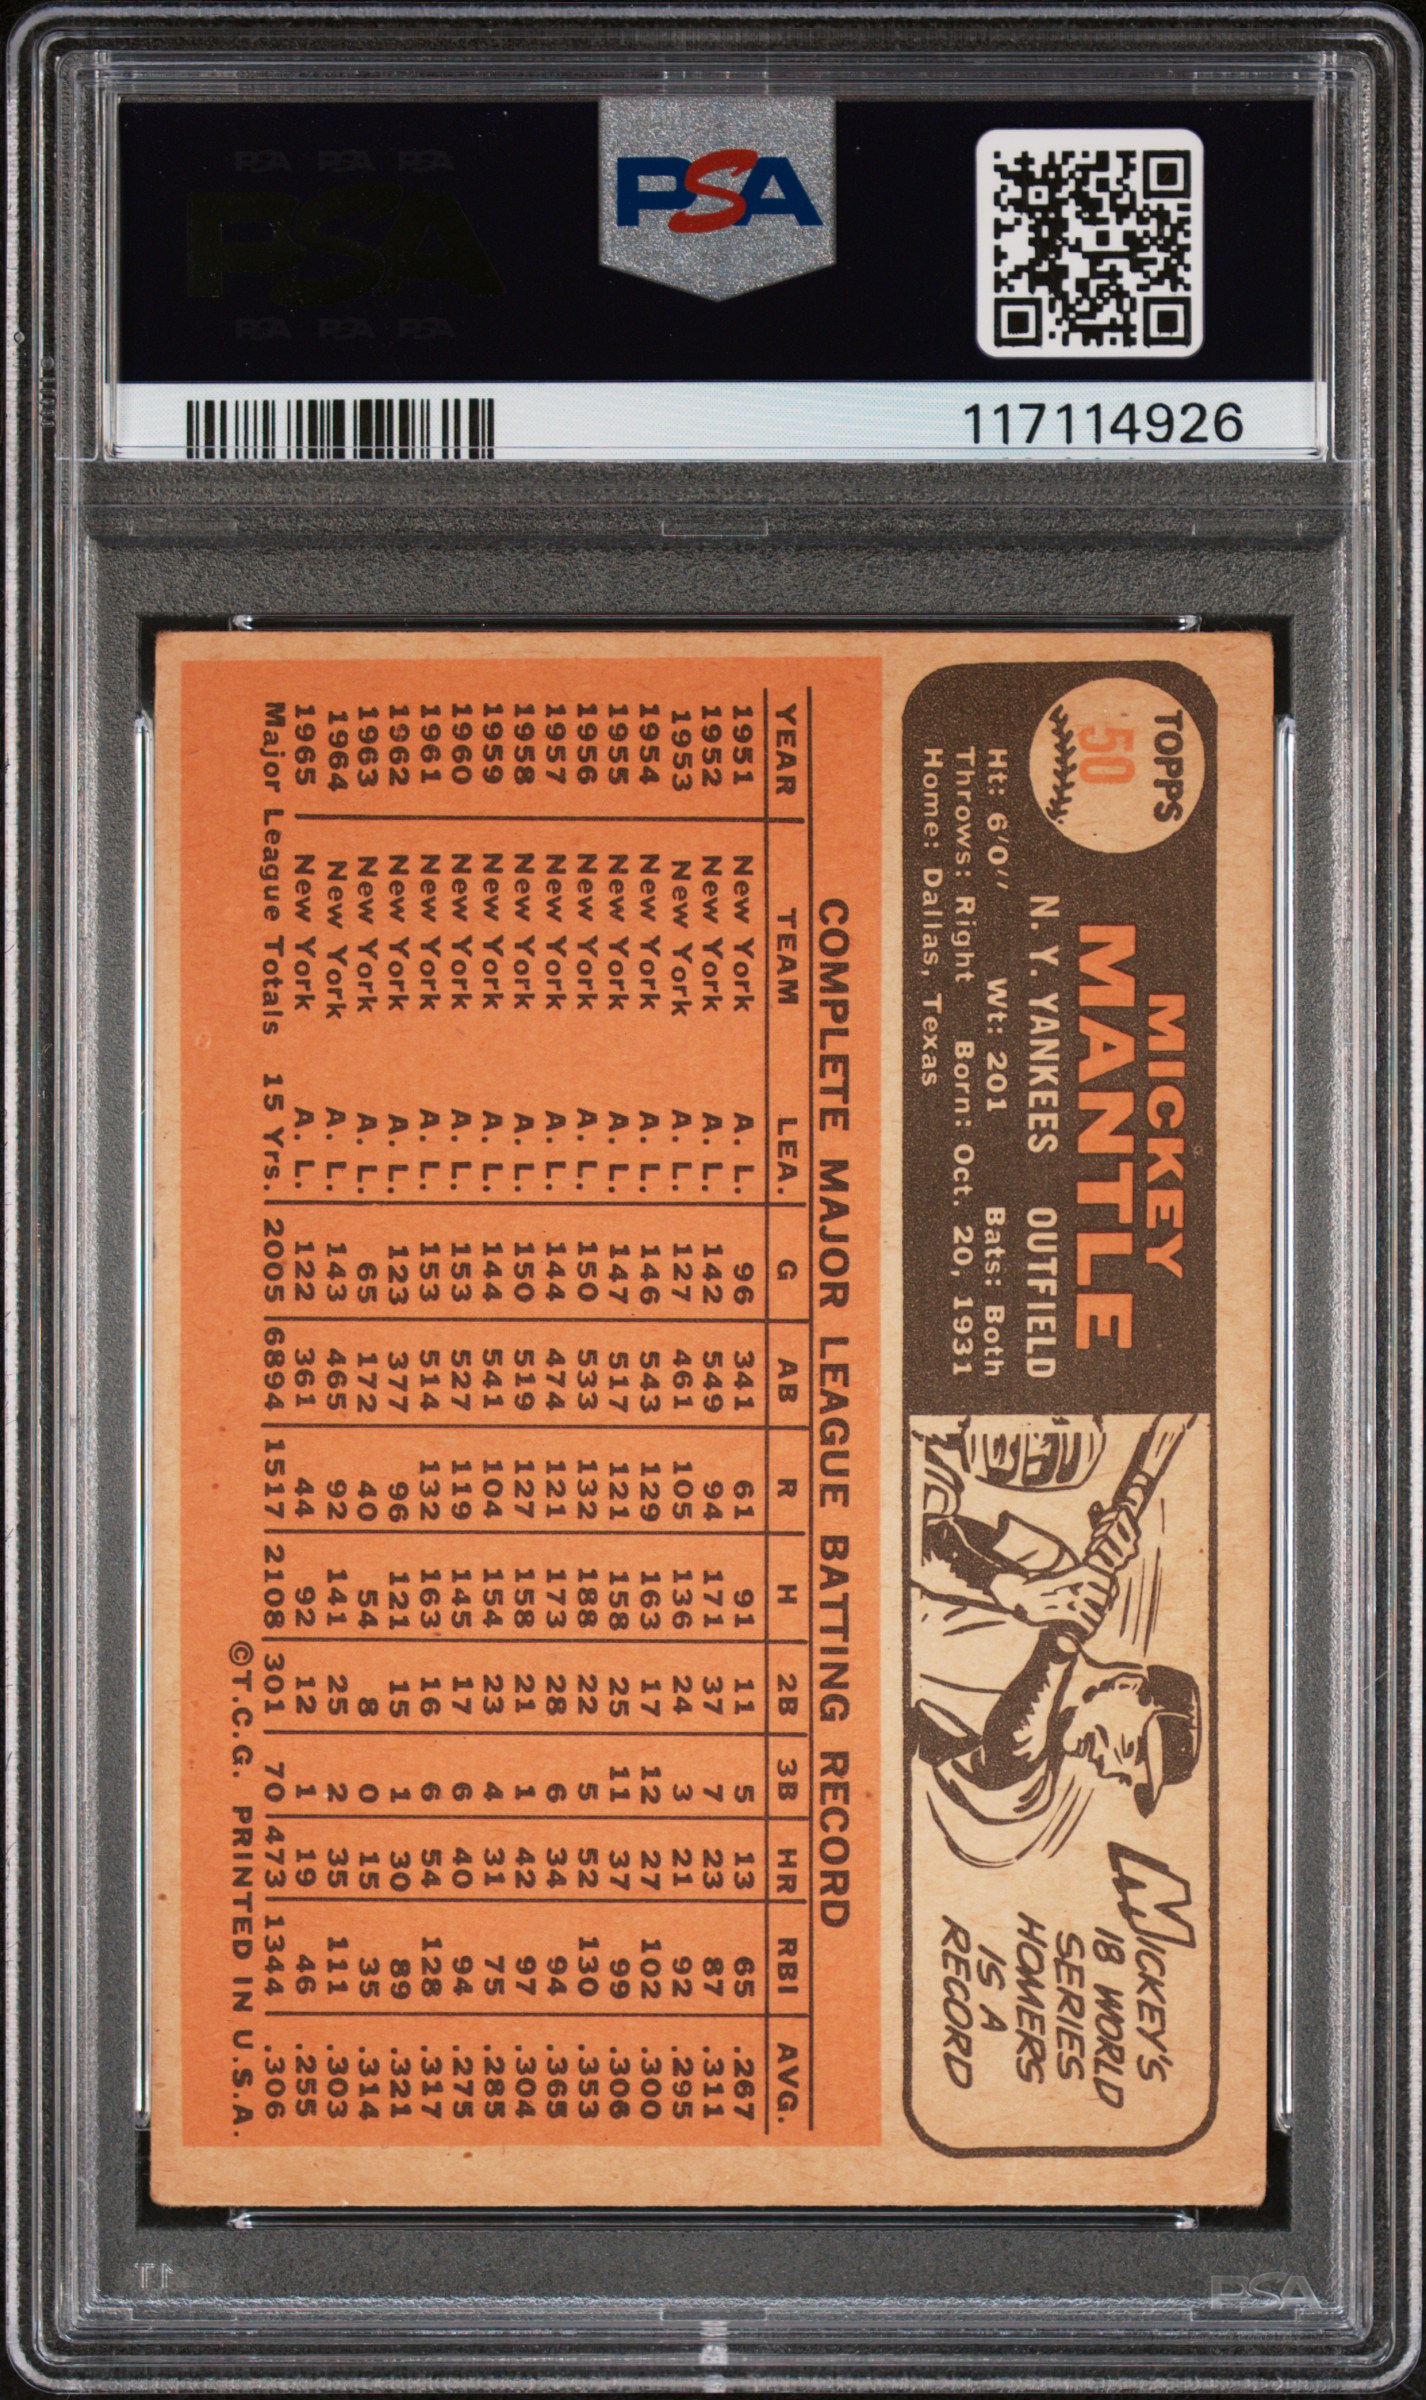 PSA PSA PSA
PSA
PSA PSA PSA
PSA
117114926
TOPPS
50
MICKEY
MANTLE
N. Y. YANKEES OUTFIELD
Ht: 6'0'' Wt: 201 Bats: Both
Throws: Right Born: Oct. 20, 1931
Home: Dallas, Texas
MICKEY'S
18 WORLD
SERIES
HOMERS
IS A
RECORD
COMPLETE MAJOR LEAGUE BATTING RECORD
YEAR TEAM LEA. G AB R H 2B 3B HR RBI AVG.
1951 New York A. L. 96 341 61 91 11 5 13 65 .267
1952 New York A. L. 142 549 94 171 37 7 23 87 .311
1953 New York A. L. 127 461 105 136 24 3 21 92 .295
1954 New York A. L. 146 543 129 163 17 12 27 102 .300
1955 New York A. L. 147 517 121 158 25 11 37 99 .306
1956 New York A. L. 150 533 132 188 22 5 52 130 .353
1957 New York A. L. 144 474 121 173 28 6 34 94 .365
1958 New York A. L. 150 519 127 158 21 1 42 97 .304
1959 New York A. L. 144 541 104 154 23 4 31 75 .285
1960 New York A. L. 153 527 119 145 17 6 40 94 .275
1961 New York A. L. 153 514 132 163 16 6 54 128 .317
1962 New York A. L. 123 377 96 121 15 1 30 89 .321
1963 New York A. L. 65 172 40 54 8 0 15 35 .314
1964 New York A. L. 143 465 92 141 25 2 35 111 .303
1965 New York A. L. 122 361 44 92 12 1 19 46 .255
Major League Totals 15 Yrs. 2005 6894 1517 2108 301 70 473 1344 .306
©T.C.G. PRINTED IN U.S.A.
PSA